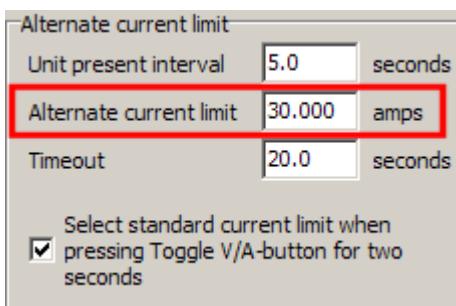 Alternate current limit
Unit present interval 5.0 seconds
Alternate current limit 30.000 amps
Timeout 20.0 seconds
Select standard current limit when
pressing Toggle V/A-button for two
seconds